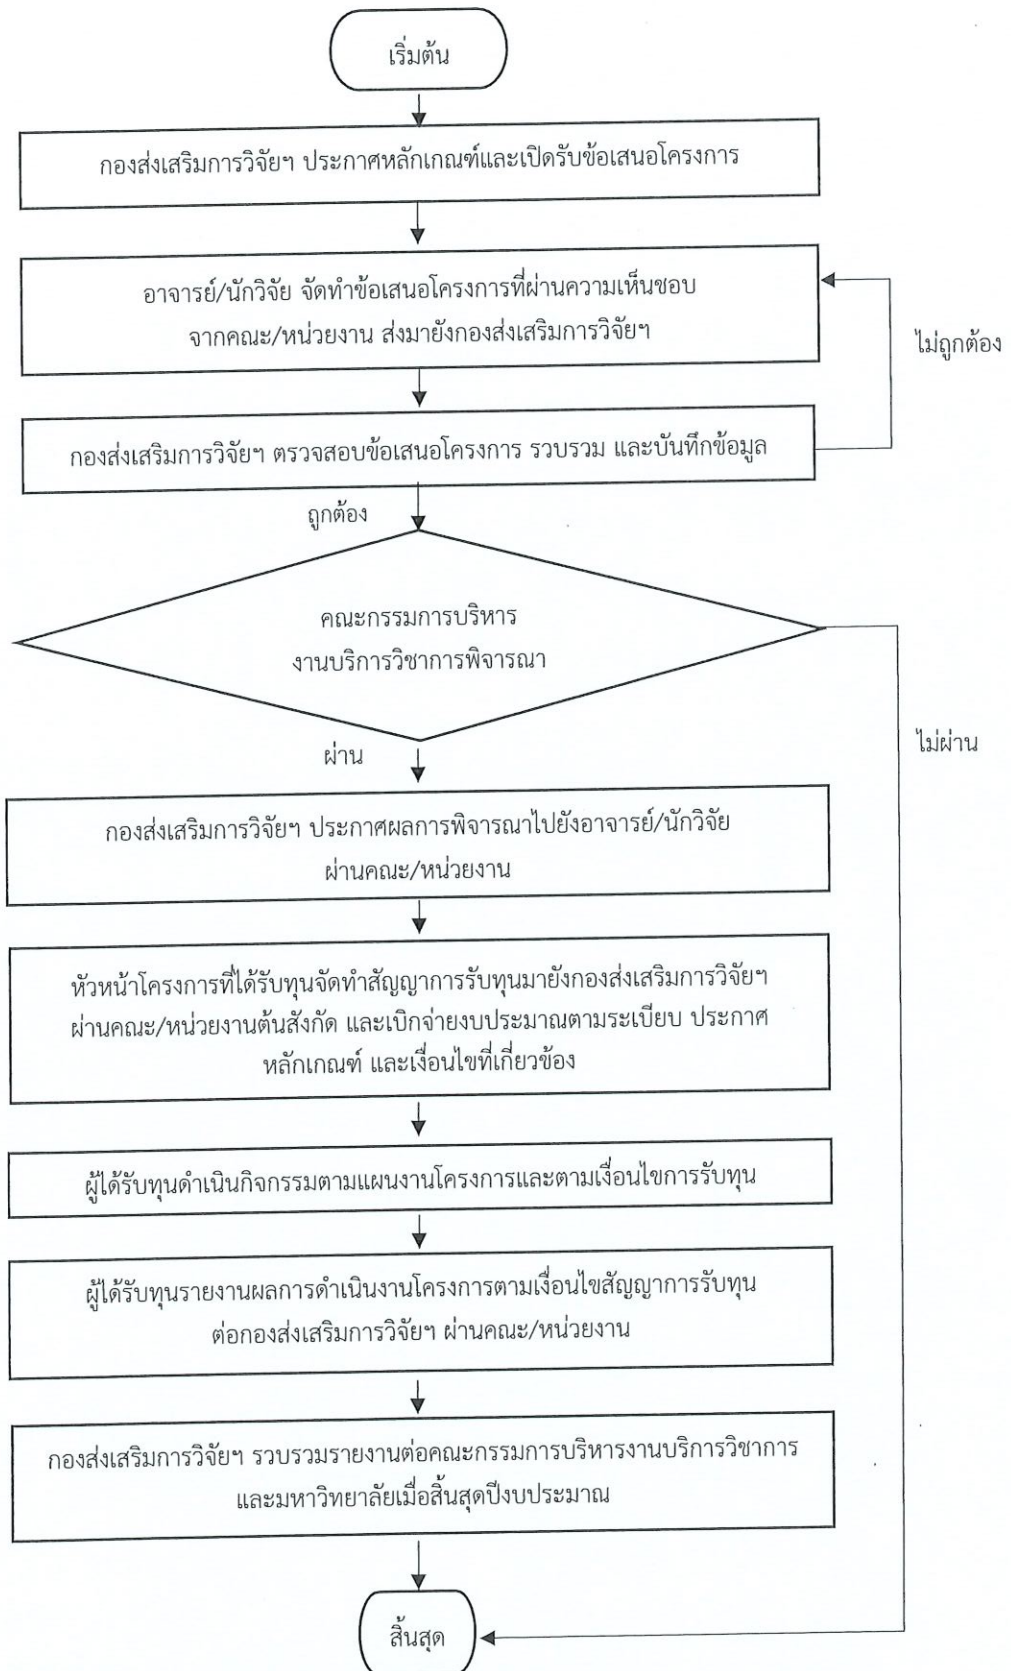 เริ่มต้น
กองส่งเสริมการวิจัยฯ ประกาศหลักเกณฑ์และเปิดรับข้อเสนอโครงการ
อาจารย์/นักวิจัย จัดทำข้อเสนอโครงการที่ผ่านความเห็นชอบ
จากคณะ/หน่วยงาน ส่งมายังกองส่งเสริมการวิจัยฯ
ไม่ถูกต้อง
กองส่งเสริมการวิจัยฯ ตรวจสอบข้อเสนอโครงการ รวบรวม และบันทึกข้อมูล
ถูกต้อง
คณะกรรมการบริหาร
งานบริการวิชาการพิจารณา
ไม่ผ่าน
ผ่าน
กองส่งเสริมการวิจัยฯ ประกาศผลการพิจารณาไปยังอาจารย์/นักวิจัย
ผ่านคณะ/หน่วยงาน
หัวหน้าโครงการที่ได้รับทุนจัดทำสัญญาการรับทุนมายังกองส่งเสริมการวิจัยฯ
ผ่านคณะ/หน่วยงานต้นสังกัด และเบิกจ่ายงบประมาณตามระเบียบ ประกาศ
หลักเกณฑ์ และเงื่อนไขที่เกี่ยวข้อง
ผู้ได้รับทุนดำเนินกิจกรรมตามแผนงานโครงการและตามเงื่อนไขการรับทุน
ผู้ได้รับทุนรายงานผลการดำเนินงานโครงการตามเงื่อนไขสัญญาการรับทุน
ต่อกองส่งเสริมการวิจัยฯ ผ่านคณะ/หน่วยงาน
กองส่งเสริมการวิจัยฯ รวบรวมรายงานต่อคณะกรรมการบริหารงานบริการวิชาการ
และมหาวิทยาลัยเมื่อสิ้นสุดปีงบประมาณ
สิ้นสุด